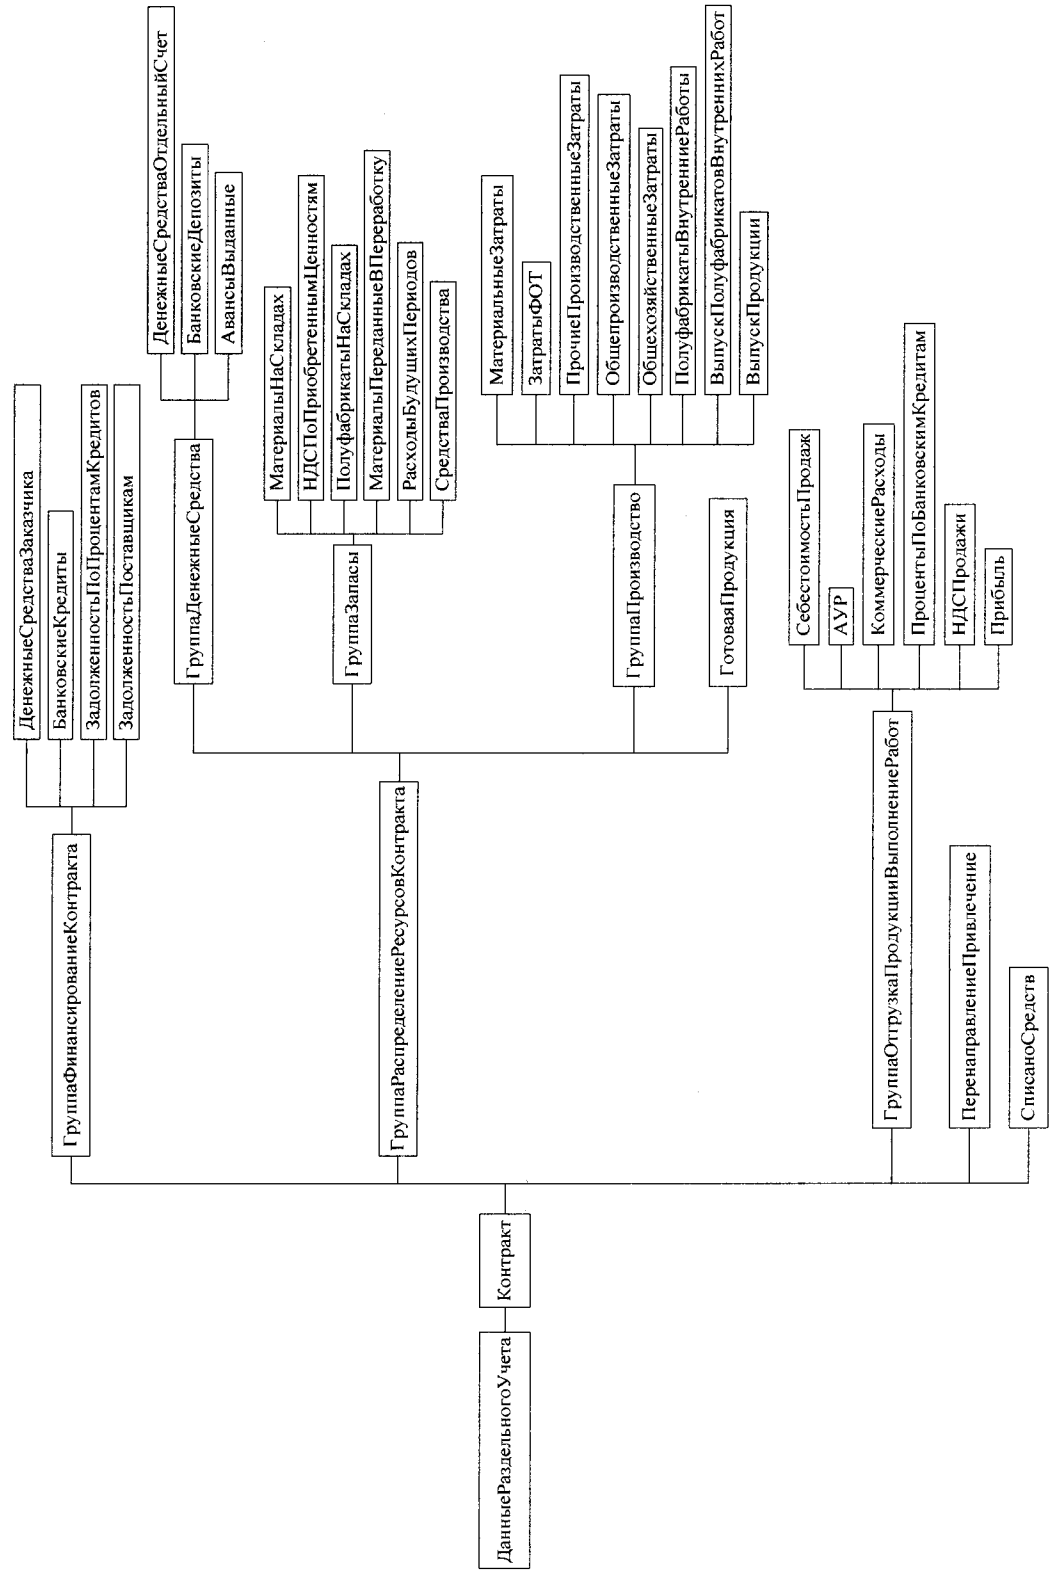 ДанныеРаздельногоУчета
Контракт
ГруппаФинансированиеКонтракта
ДенежныеСредстваЗаказчика
БанковскиеКредиты
ЗадолженностьПоПроцентамКредитов
ЗадолженностьПоставщикам
ГруппаРаспределениеРесурсовКонтракта
ГруппаДенежныеСредства
ДенежныеСредстваОтдельныйСчет
БанковскиеДепозиты
АвансыВыданные
ГруппаЗапасы
МатериалыНаСкладах
НДСПоПриобретеннымЦенностям
ПолуфабрикатыНаСкладах
МатериалыПереданныеВПереработку
РасходыБудущихПериодов
СредстваПроизводства
ГруппаПроизводство
МатериальныеЗатраты
ЗатратыФОТ
ПрочиеПроизводственныеЗатраты
ОбщепроизводственныеЗатраты
ОбщехозяйственныеЗатраты
ПолуфабрикатыВнутренниеРаботы
ВыпускПолуфабрикатовВнутреннихРабот
ВыпускПродукции
ГотоваяПродукция
ГруппаОтгрузкаПродукцииВыполнениеРабот
СебестоимостьПродаж
АУР
КоммерческиеРасходы
ПроцентыПоБанковскимКредитам
НДСПродажи
Прибыль
ПеренаправлениеПривлечение
СписаноСредств